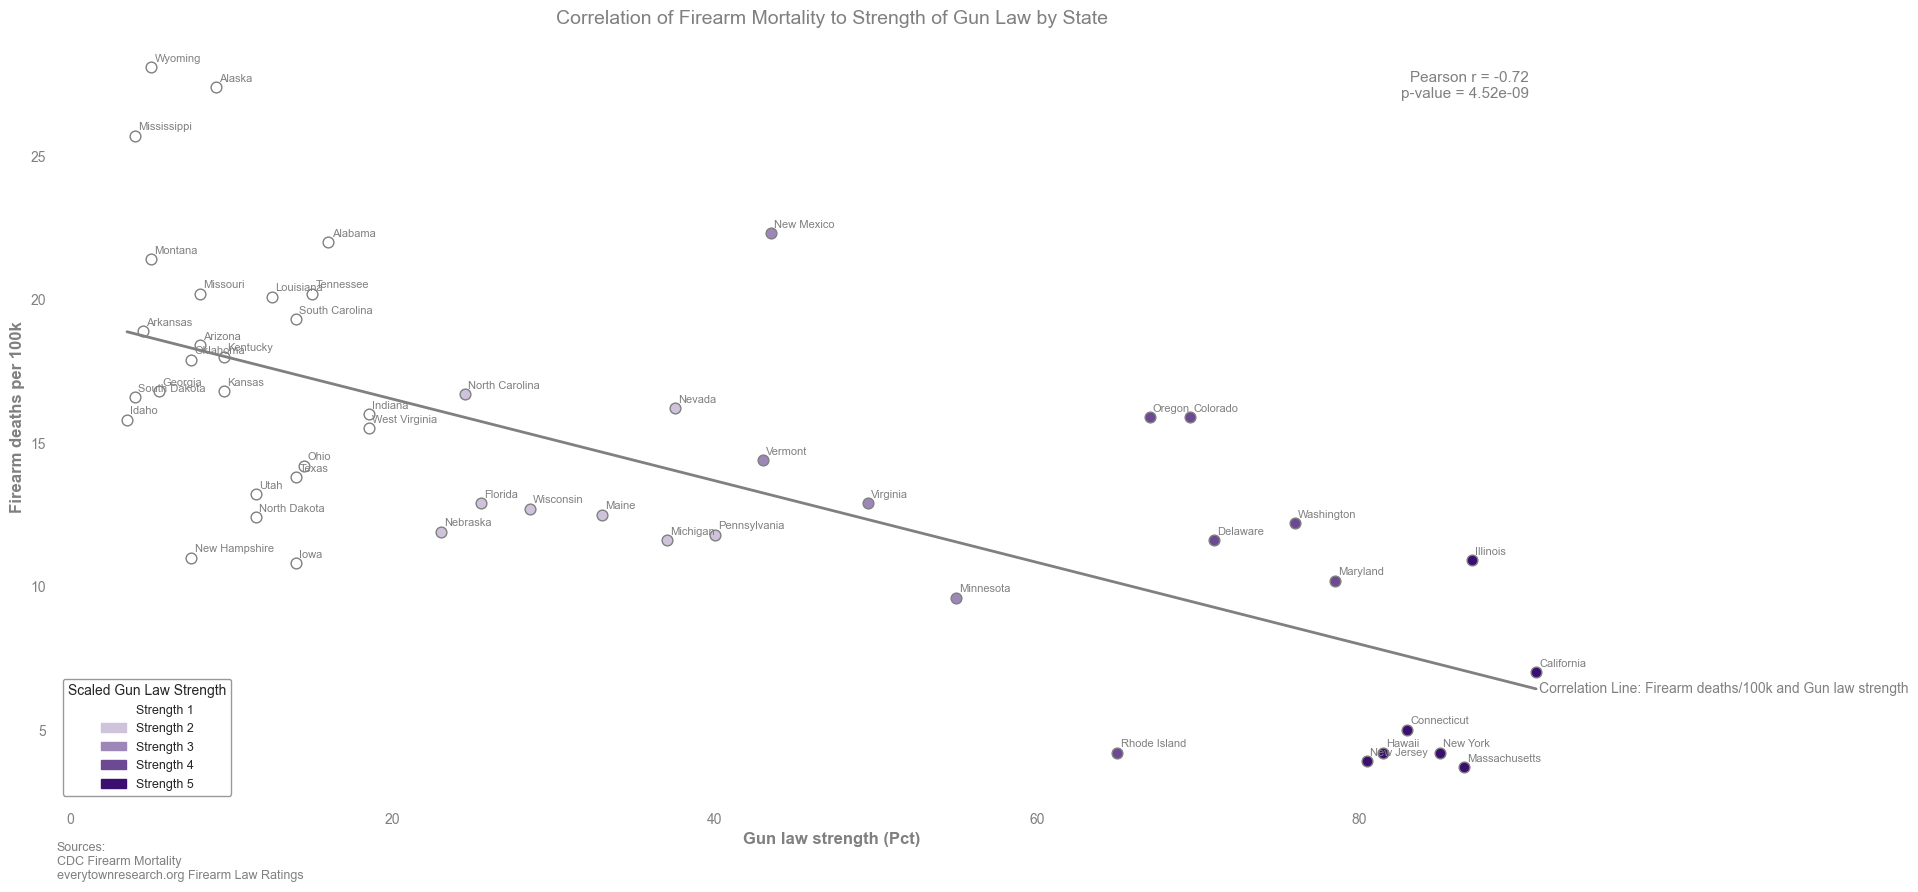 Correlation of Firearm Mortality to Strength of Gun Law by State
Pearson r = -0.72
p-value = 4.52e-09
Wyoming
Alaska
Mississippi
25
New Mexico
Alabama
Montana
Missouri
Louisiana
Tennessee
20
South Carolina
Arkansas
Arizona
Kentucky
Oklahoma
Georgia
Kansas
South Dakota
North Carolina
Nevada
Idaho
Indiana
West Virginia
Oregon
Colorado
15
Vermont
Ohio
Texas
Utah
Florida
Wisconsin
Virginia
North Dakota
Maine
Nebraska
Michigan
Pennsylvania
Washington
Delaware
New Hampshire
Iowa
Illinois
Maryland
10
Minnesota
Firearm deaths per 100k
California
Correlation Line: Firearm deaths/100k and Gun law strength
5
Connecticut
Rhode Island
Hawaii
New Jersey
New York
Massachusetts
Scaled Gun Law Strength
Strength 1
Strength 2
Strength 3
Strength 4
Strength 5
0 20 40 60 80
Gun law strength (Pct)
Sources:
CDC Firearm Mortality
everytownresearch.org Firearm Law Ratings